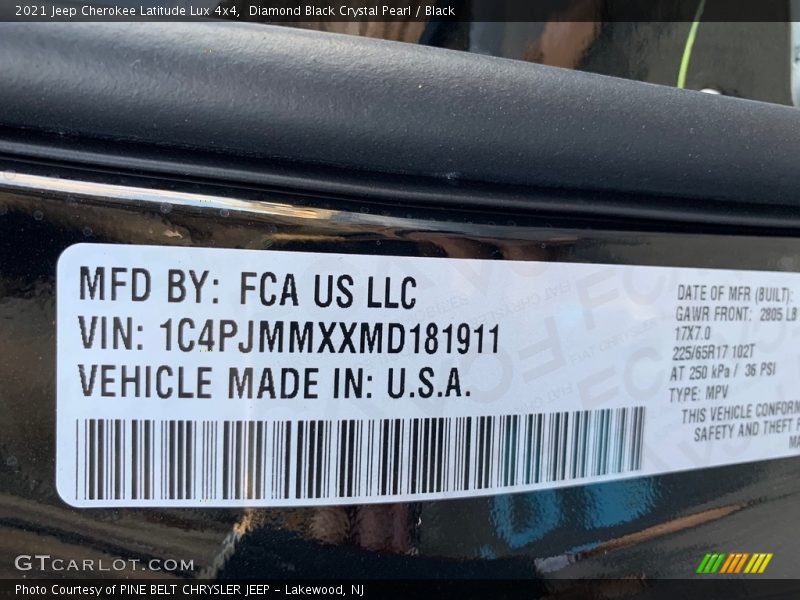 2021 Jeep Cherokee Latitude Lux 4x4, Diamond Black Crystal Pearl / Black
MFD BY: FCA US LLC
VIN: 1C4PJMMXXMD181911
VEHICLE MADE IN: U.S.A.
DATE OF MFR (BUILT):
GAWR FRONT: 2805 LB
17X7.0
225/65R17 102T
AT 250 kPa / 36 PSI
TYPE: MPV
THIS VEHICLE CONFORM
SAFETY AND THEFT P
GTCARLOT.COM
Photo Courtesy of PINE BELT CHRYSLER JEEP - Lakewood, NJ